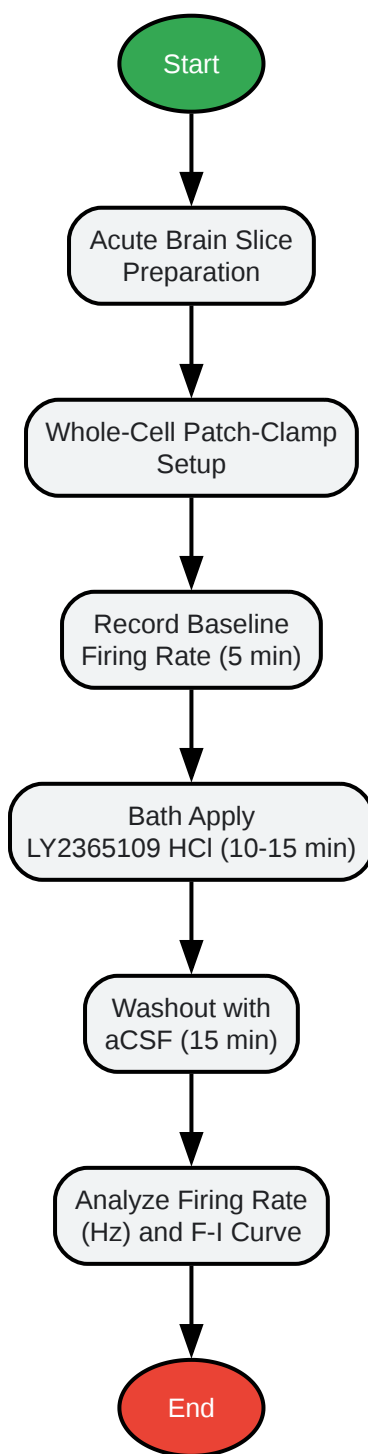 Start
Acute Brain Slice
Preparation
Whole-Cell Patch-Clamp
Setup
Record Baseline
Firing Rate (5 min)
Bath Apply
LY2365109 HCl (10-15 min)
Washout with
aCSF (15 min)
Analyze Firing Rate
(Hz) and F-I Curve
End